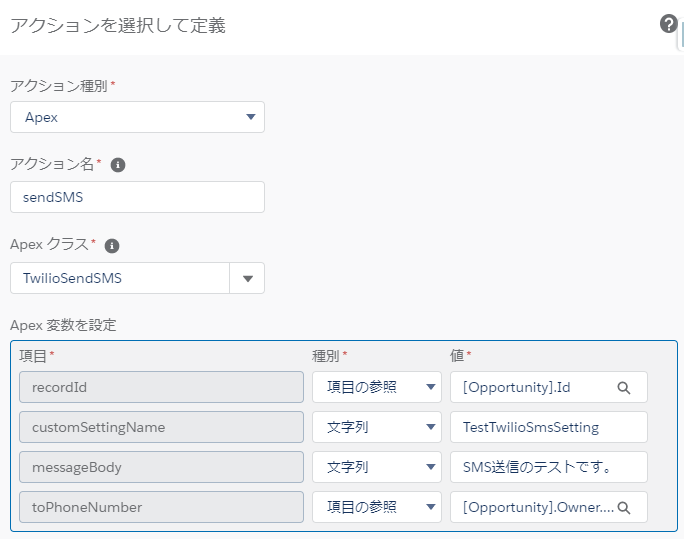 アクションを選択して定義
アクション種別*
Apex
アクション名*
sendSMS
Apex クラス*
TwilioSendSMS
Apex 変数を設定
項目* 種別* 値*
recordId 項目の参照 [Opportunity].Id
customSettingName 文字列 TestTwilioSmsSetting
messageBody 文字列 SMS送信のテストです。
toPhoneNumber 項目の参照 [Opportunity].Owner....